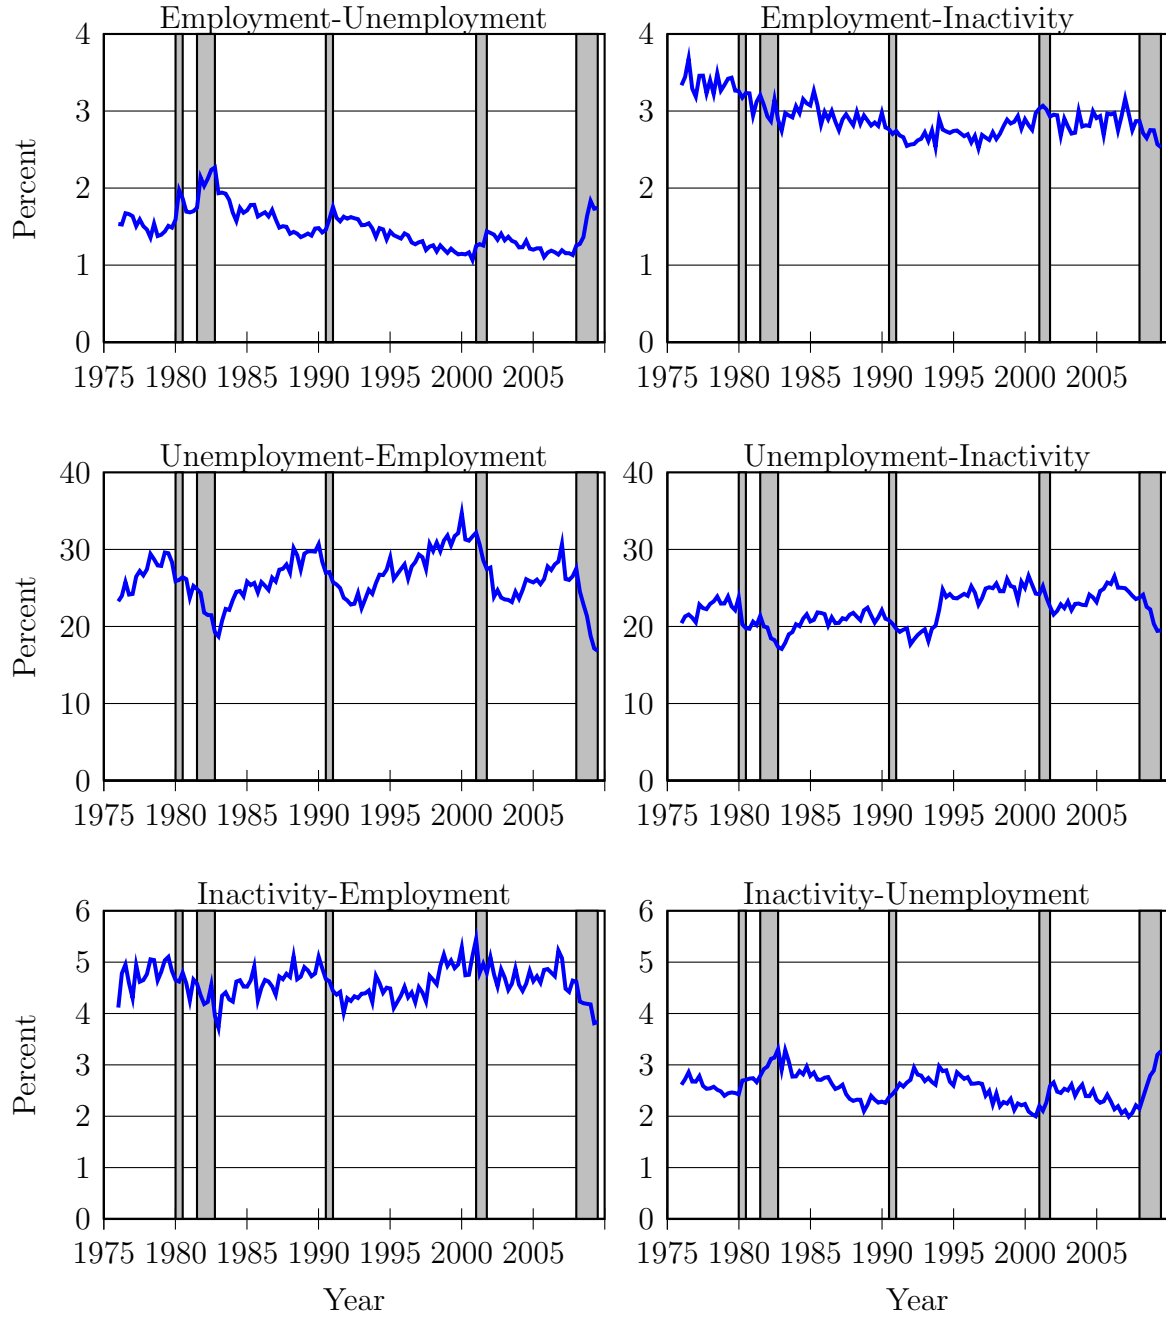 Employment-Unemployment
Employment-Inactivity
4
3
2
1
0
Percent
1975 1980 1985 1990 1995 2000 2005
4
3
2
1
0
1975 1980 1985 1990 1995 2000 2005
Unemployment-Employment
Unemployment-Inactivity
40
30
20
10
0
Percent
1975 1980 1985 1990 1995 2000 2005
40
30
20
10
0
1975 1980 1985 1990 1995 2000 2005
Inactivity-Employment
Inactivity-Unemployment
6
5
4
3
2
1
0
Percent
1975 1980 1985 1990 1995 2000 2005
Year
6
5
4
3
2
1
0
1975 1980 1985 1990 1995 2000 2005
Year